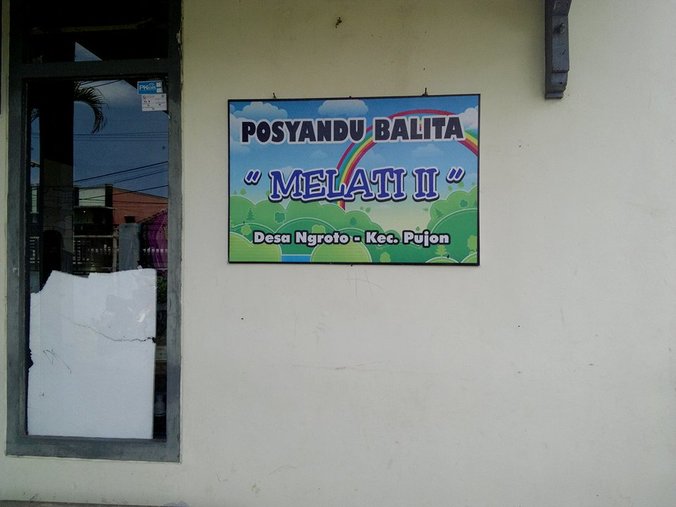 POSYANDU BALITA
" MELATI II "
Desa Ngroto - Kec. Pujon